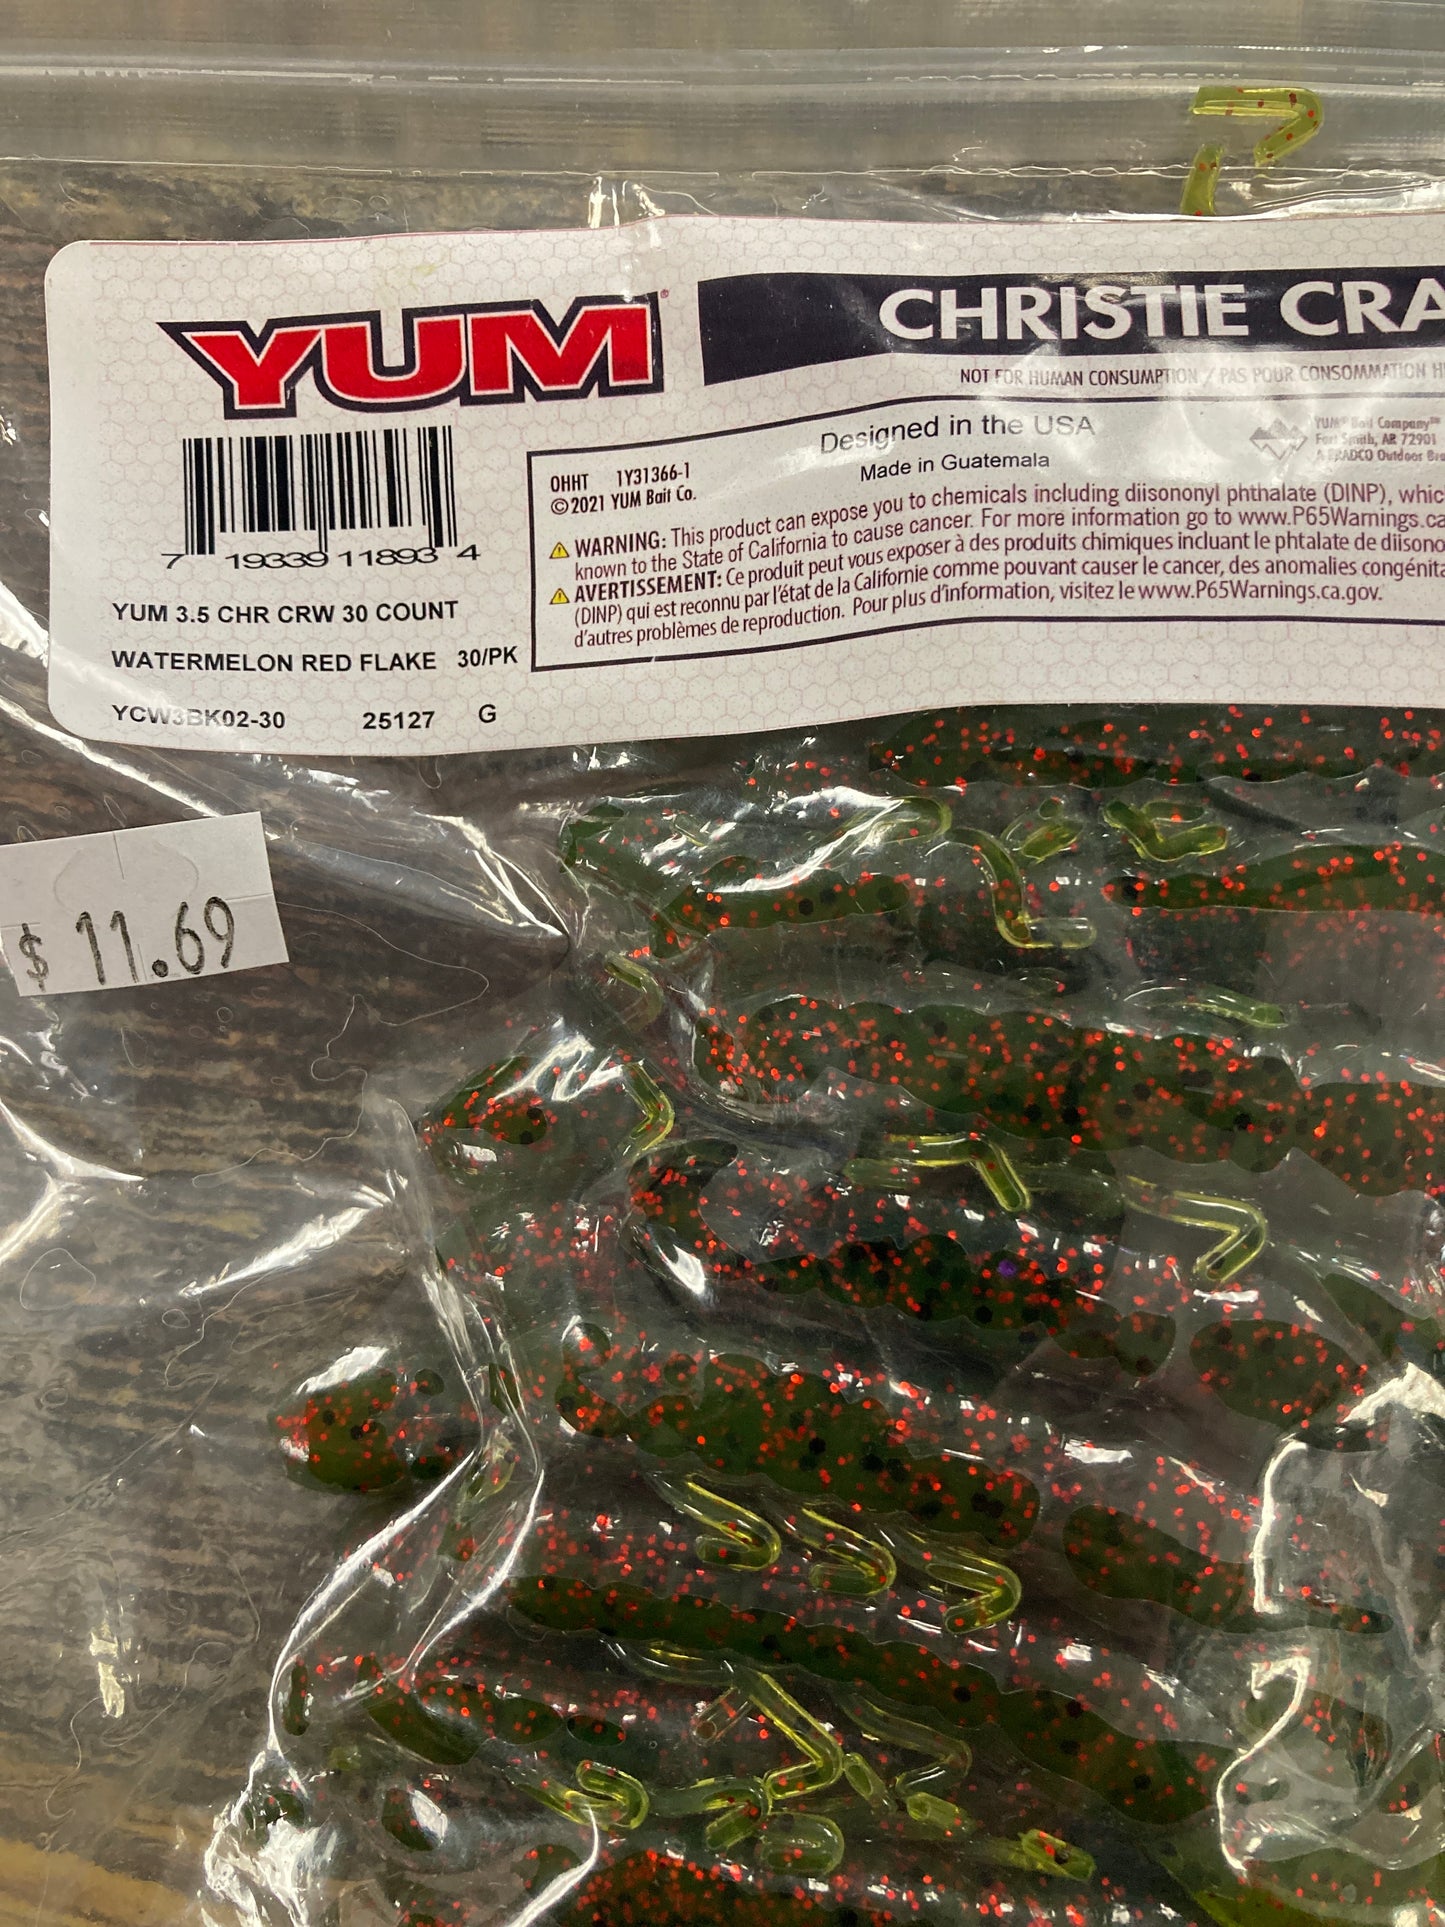 YUM®
CHRISTIE CRA
NOT FOR HUMAN CONSUMPTION / PAS POUR CONSOMMATION H
Designed in the USA
Made in Guatemala
YUM® Bait Company™
Fort Smith, AR 72901
A PRADCO Outdoor Bra
OHHT 1Y31366-1
©2021 YUM Bait Co.
WARNING: This product can expose you to chemicals including diisononyl phthalate (DINP), whic
known to the State of California to cause cancer. For more information go to www.P65Warnings.ca
AVERTISSEMENT: Ce produit peut vous exposer à des produits chimiques incluant le phtalate de diisono
(DINP) qui est reconnu par l'état de la Californie comme pouvant causer le cancer, des anomalies congénita
d'autres problèmes de reproduction. Pour plus d'information, visitez le www.P65Warnings.ca.gov.
7 19339 11893 4
YUM 3.5 CHR CRW 30 COUNT
WATERMELON RED FLAKE 30/PK
YCW3BK02-30 25127 G
$ 11.69